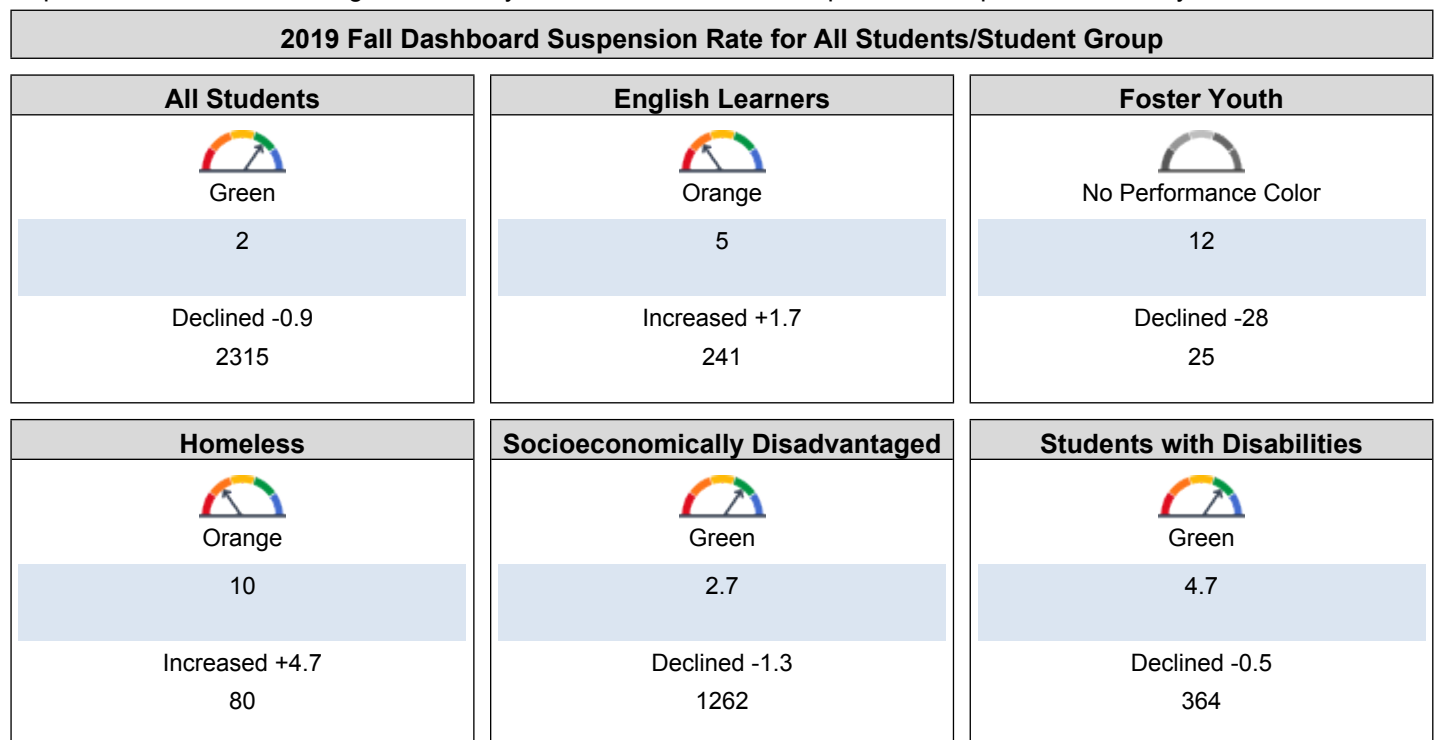 2019 Fall Dashboard Suspension Rate for All Students/Student Group
All Students
Green
2
Declined -0.9
2315
English Learners
Orange
5
Increased +1.7
241
Foster Youth
No Performance Color
12
Declined -28
25
Homeless
Orange
10
Increased +4.7
80
Socioeconomically Disadvantaged
Green
2.7
Declined -1.3
1262
Students with Disabilities
Green
4.7
Declined -0.5
364